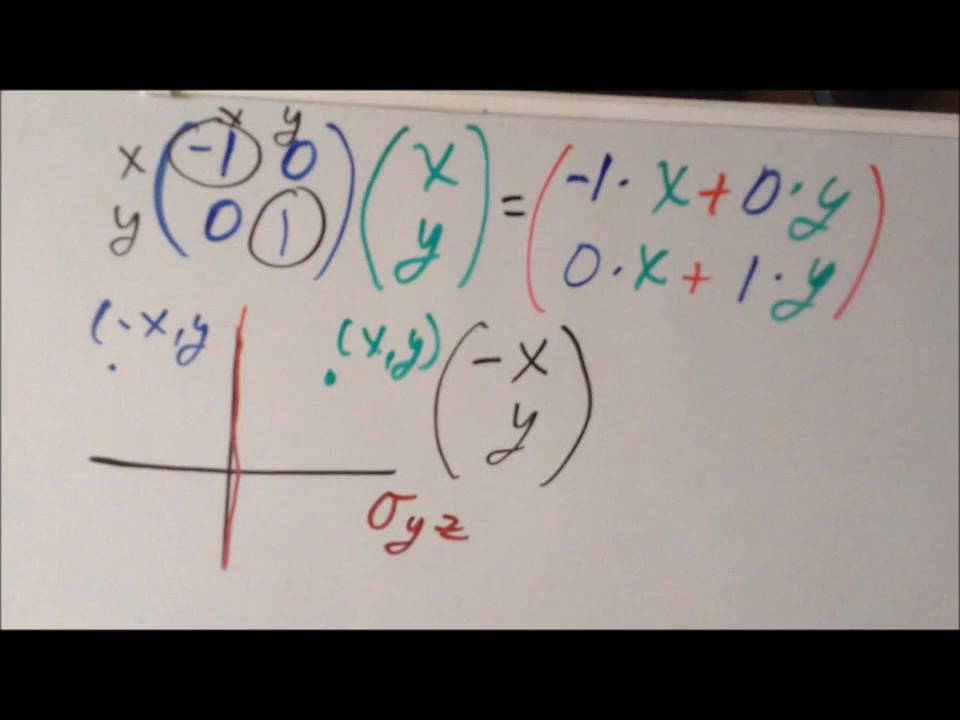 x y
x (-1 0) (x) = (-1 · x + 0 · y)
y (0 1) (y) (0 · x + 1 · y)
(-x,y (x,y) (-x
y)
σyz